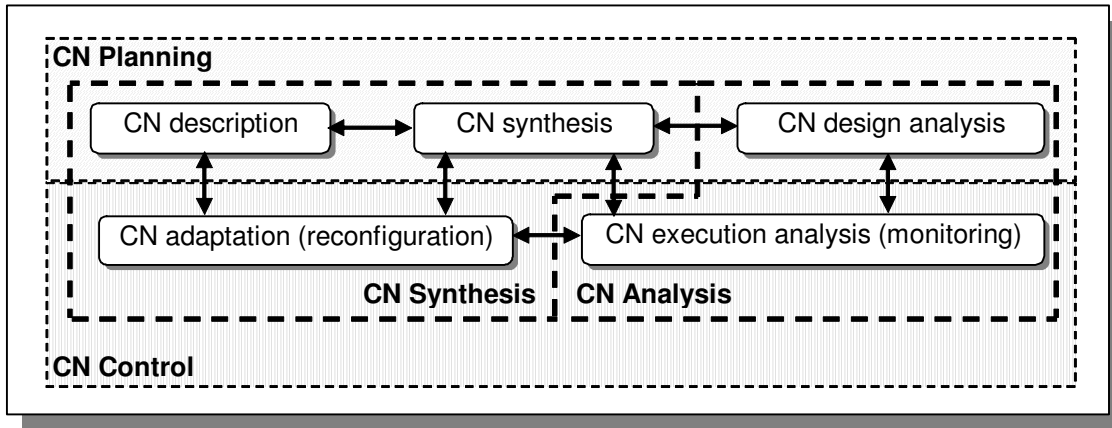 CN Planning
CN description
CN synthesis
CN design analysis
CN adaptation (reconfiguration)
CN execution analysis (monitoring)
CN Synthesis
CN Analysis
CN Control